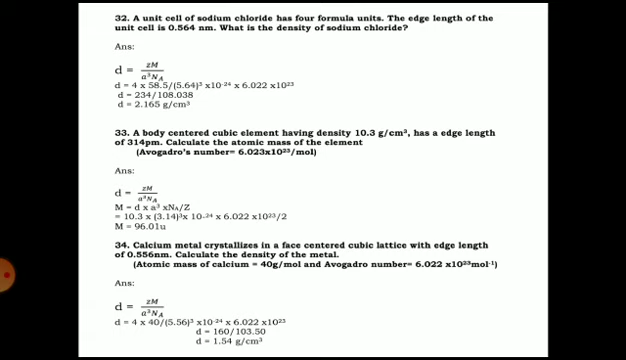 32. A unit cell of sodium chloride has four formula units. The edge length of the
unit cell is 0.564 nm. What is the density of sodium chloride?
Ans:
d = zM/a³N_A
d = 4 x 58.5/(5.64)³ x10⁻²⁴ x 6.022 x10²³
d = 234/108.038
d = 2.165 g/cm³
33. A body centered cubic element having density 10.3 g/cm³, has a edge length
of 314pm. Calculate the atomic mass of the element
(Avogadro's number= 6.023x10²³/mol)
Ans:
d = zM/a³N_A
M = d x a³ xN_A/Z
= 10.3 x (3.14)³x 10⁻²⁴ x 6.022 x10²³/2
M = 96.01u
34. Calcium metal crystallizes in a face centered cubic lattice with edge length
of 0.556nm. Calculate the density of the metal.
(Atomic mass of calcium = 40g/mol and Avogadro number= 6.022 x10²³mol⁻¹)
Ans:
d = zM/a³N_A
d = 4 x 40/(5.56)³ x10⁻²⁴ x 6.022 x10²³
d = 160/103.50
d = 1.54 g/cm³